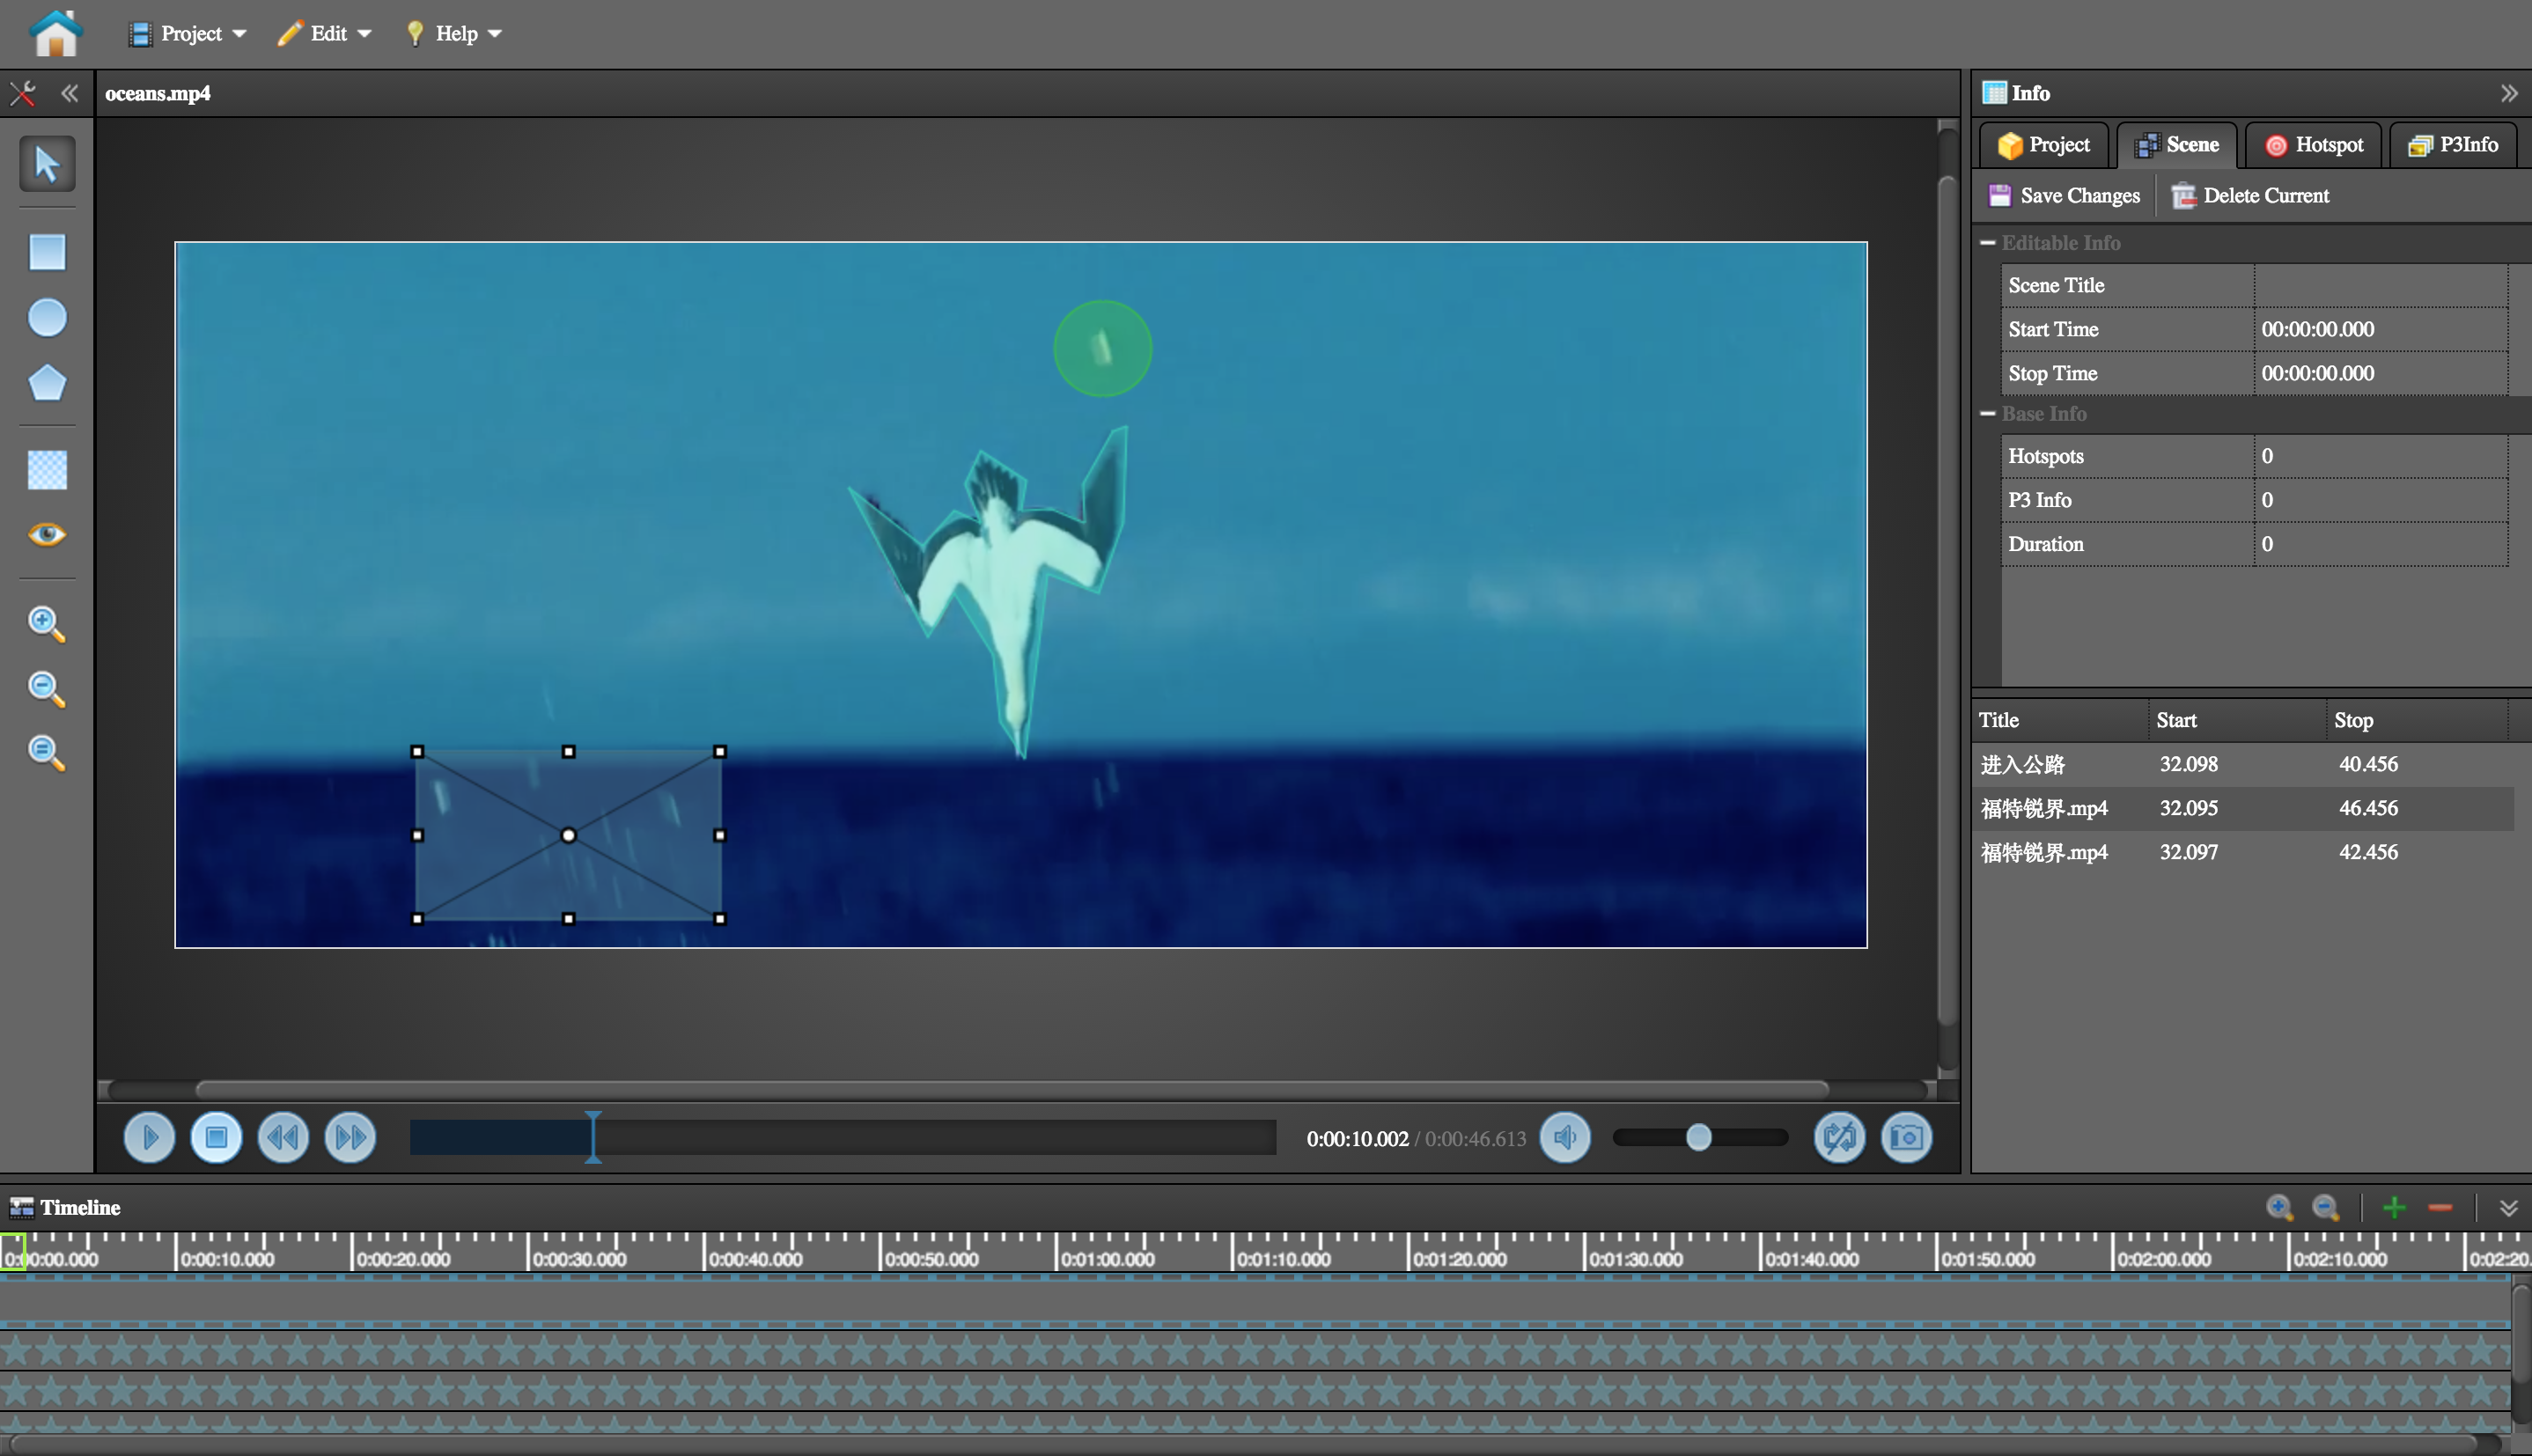 Project Edit Help
oceans.mp4
Info
Project Scene Hotspot P3Info
Save Changes Delete Current
Editable Info
Scene Title
Start Time 00:00:00.000
Stop Time 00:00:00.000
Base Info
Hotspots 0
P3 Info 0
Duration 0
Title Start Stop
进入公路 32.098 40.456
福特锐界.mp4 32.095 46.456
福特锐界.mp4 32.097 42.456
0:00:10.002 / 0:00:46.613
Timeline
0:00:00.000 0:00:10.000 0:00:20.000 0:00:30.000 0:00:40.000 0:00:50.000 0:01:00.000 0:01:10.000 0:01:20.000 0:01:30.000 0:01:40.000 0:01:50.000 0:02:00.000 0:02:10.000 0:02:20.